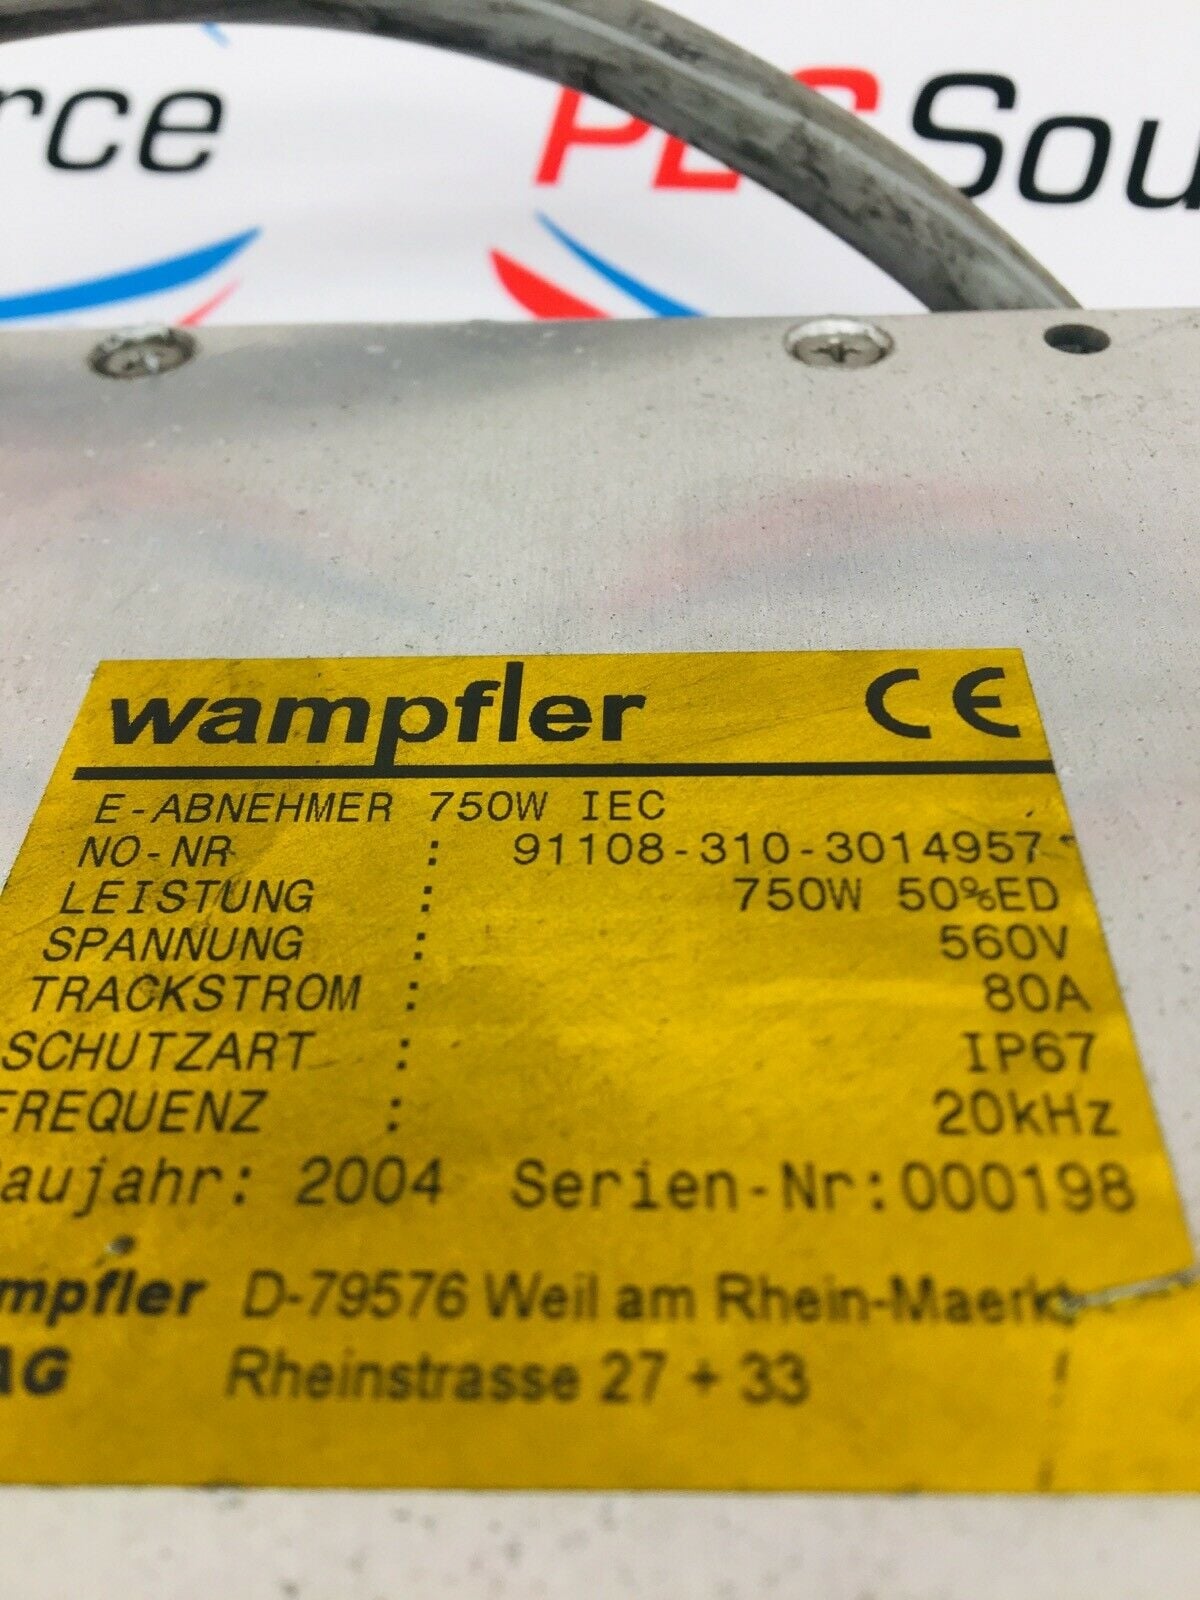 rce PLC Sou
wampfler CE
E-ABNEHMER 750W IEC
NO-NR : 91108-310-3014957
LEISTUNG : 750W 50%ED
SPANNUNG : 560V
TRACKSTROM : 80A
SCHUTZART : IP67
FREQUENZ : 20kHz
Baujahr: 2004 Serien-Nr:000198
mpfler D-79576 Weil am Rhein-Maerkt
AG Rheinstrasse 27 + 33